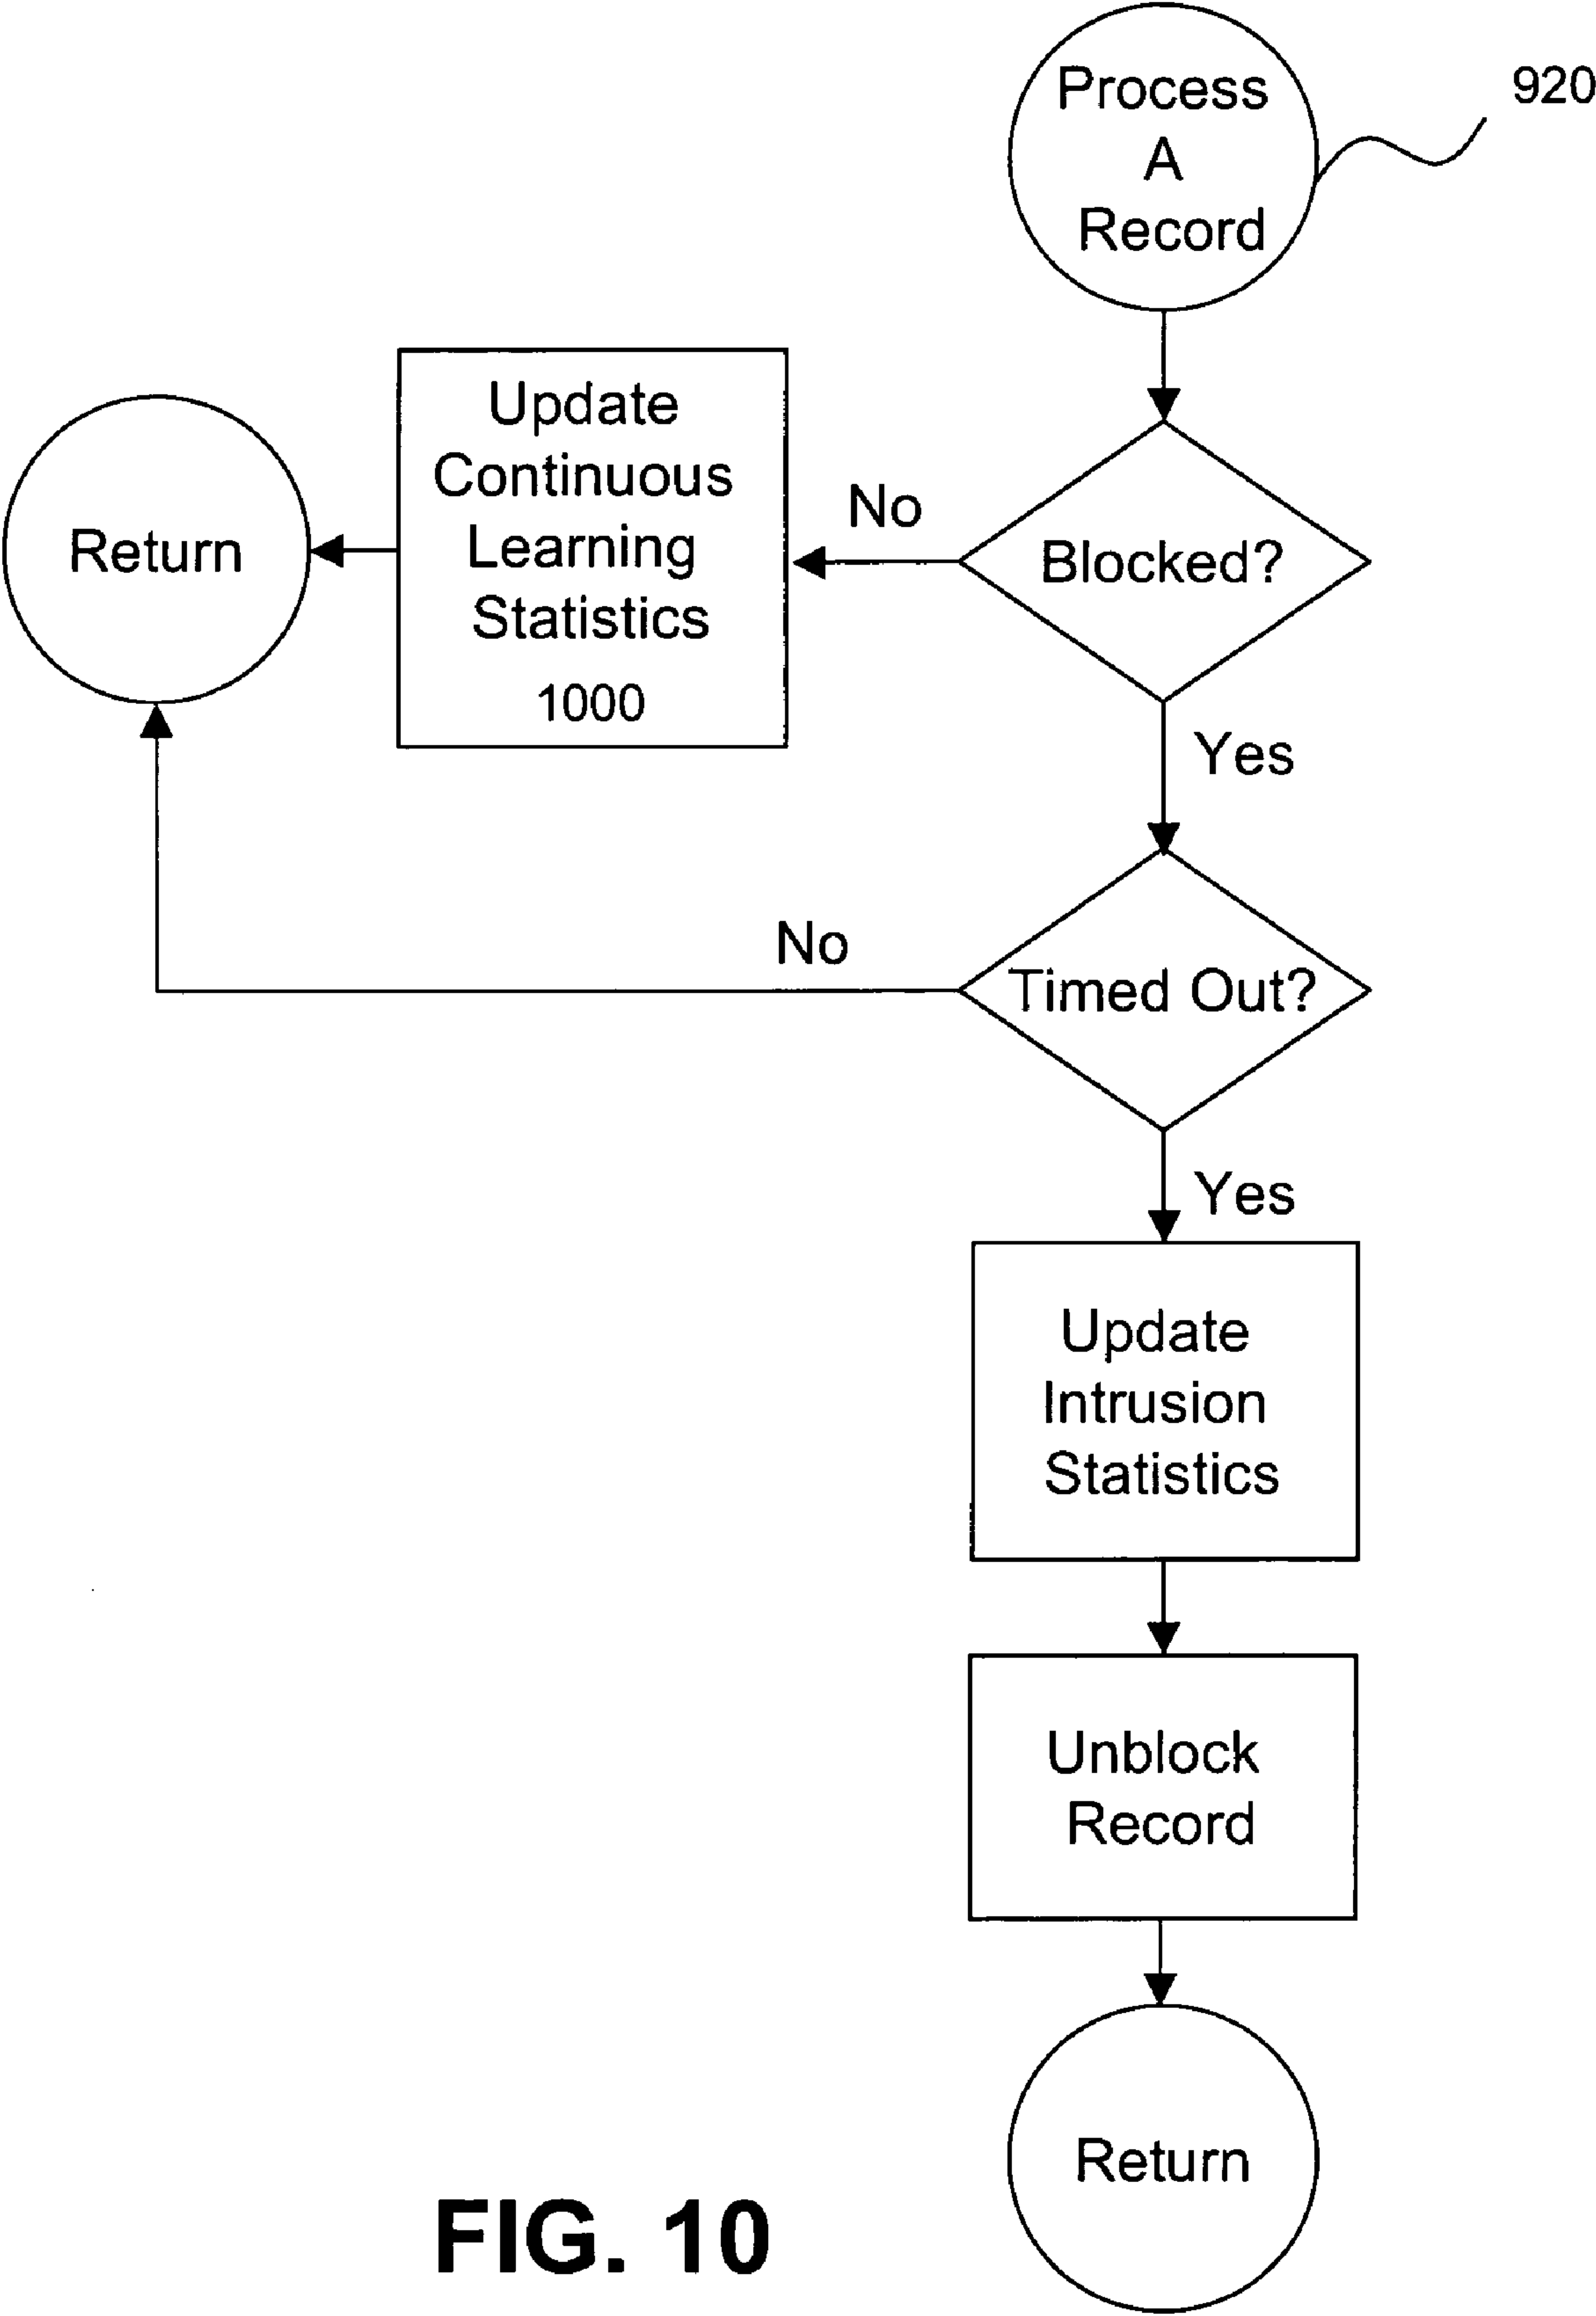 Process
A
Record
920
Update
Continuous
Learning
Statistics
1000
Return
No
Blocked?
Yes
No
Timed Out?
Yes
Update
Intrusion
Statistics
Unblock
Record
Return
FIG. 10